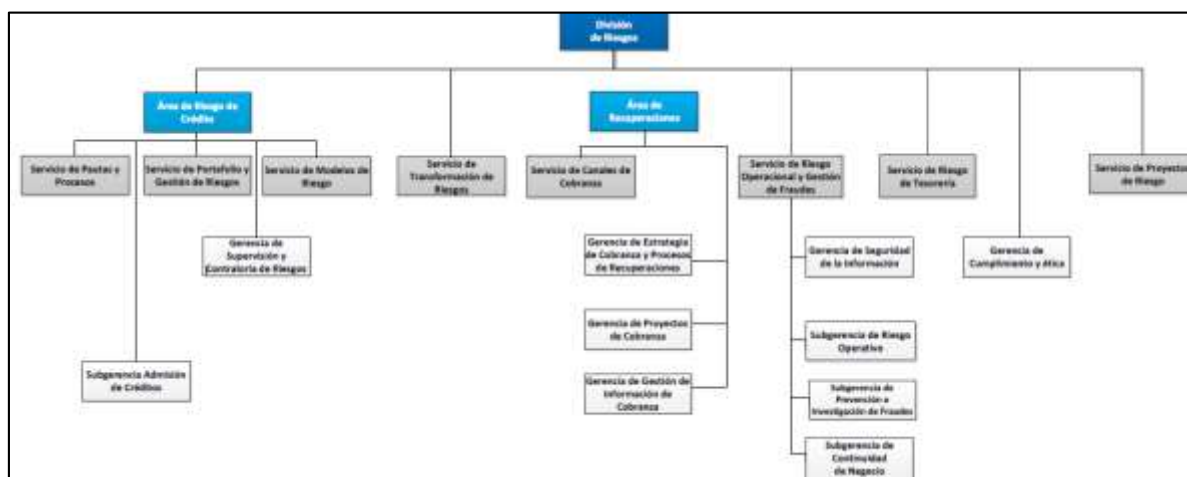 División
de Riesgos
Área de Riesgo de
Crédito
Área de
Recuperaciones
Servicio de Pautas y
Procesos
Servicio de Portafolio y
Gestión de Riesgos
Servicio de Modelos de
Riesgo
Servicio de
Transformación de
Riesgos
Servicio de Canales de
Cobranza
Servicio de Riesgo
Operacional y Gestión
de Fraudes
Servicio de Riesgo
de Tesorería
Servicio de Proyectos
de Riesgo
Gerencia de
Supervisión y
Contraloría de Riesgos
Gerencia de Estrategia
de Cobranza y Procesos
de Recuperaciones
Gerencia de Seguridad
de la Información
Gerencia de
Cumplimiento y ética
Gerencia de Proyectos
de Cobranza
Subgerencia de Riesgo
Operativo
Subgerencia Admisión
de Créditos
Gerencia de Gestión de
Información de
Cobranza
Subgerencia de
Prevención e
Investigación de Fraudes
Subgerencia de
Continuidad
de Negocio